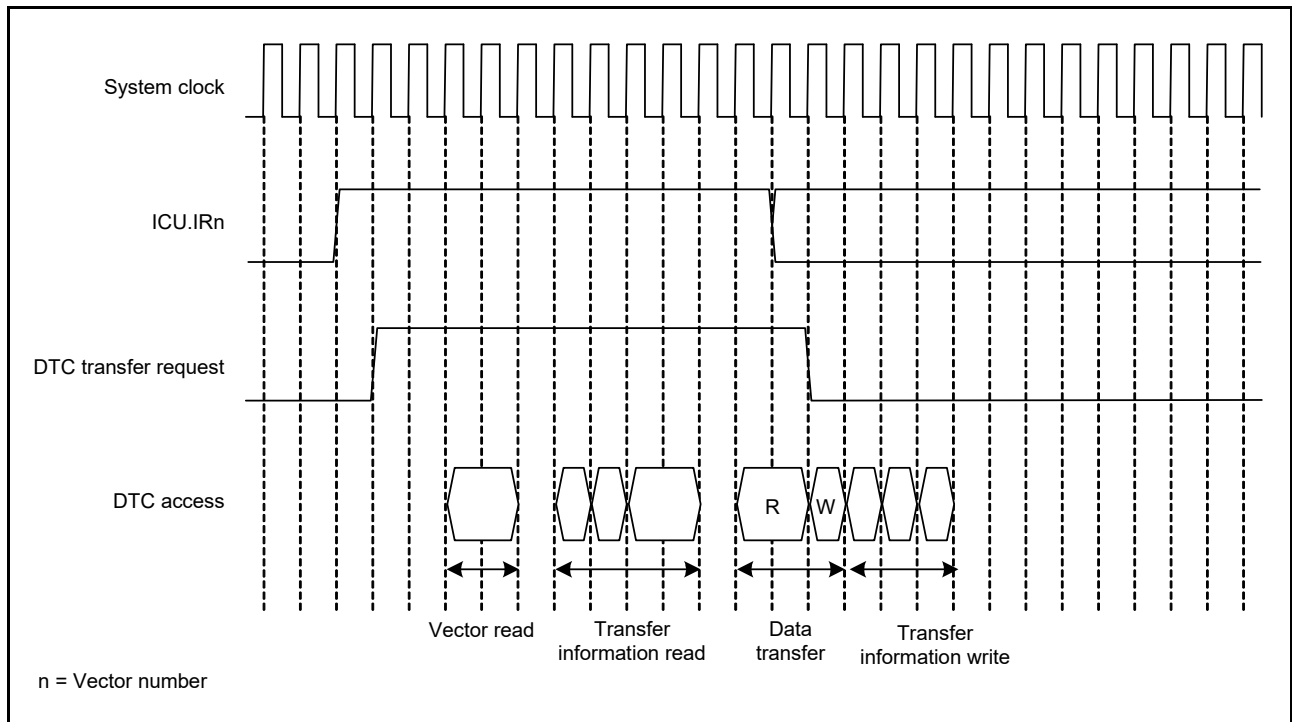 System clock
ICU.IRn
DTC transfer request
DTC access
R
W
Vector read
Transfer
information read
Data
transfer
Transfer
information write
n = Vector number